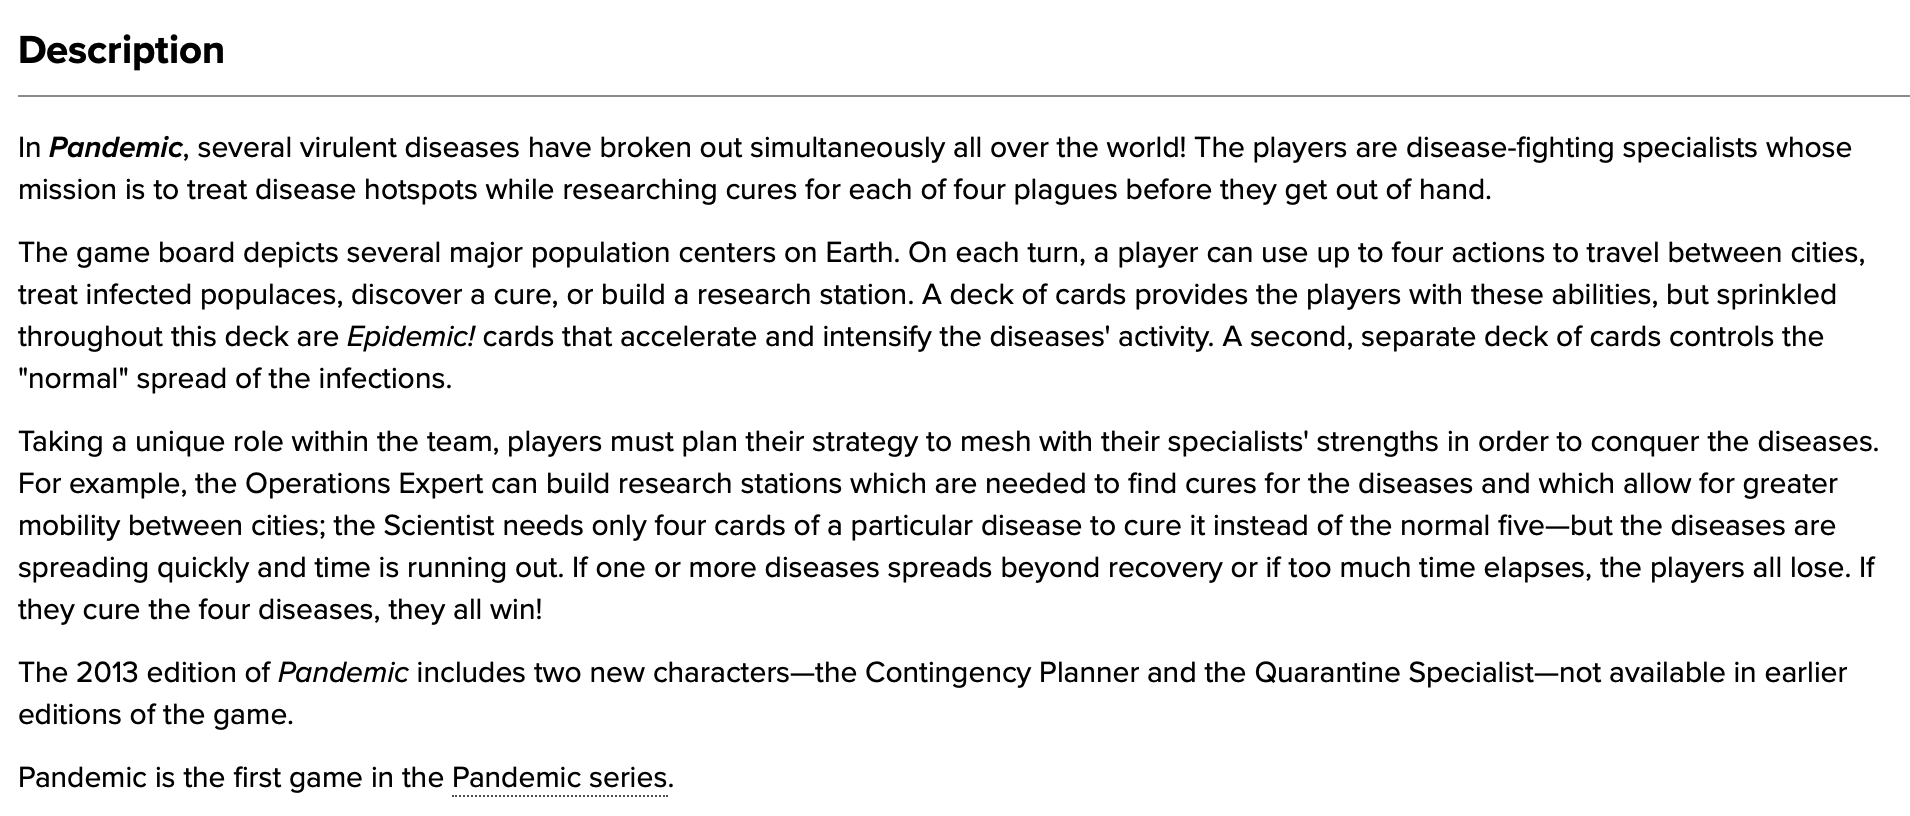 Description
In Pandemic, several virulent diseases have broken out simultaneously all over the world! The players are disease-fighting specialists whose
mission is to treat disease hotspots while researching cures for each of four plagues before they get out of hand.
The game board depicts several major population centers on Earth. On each turn, a player can use up to four actions to travel between cities,
treat infected populaces, discover a cure, or build a research station. A deck of cards provides the players with these abilities, but sprinkled
throughout this deck are Epidemic! cards that accelerate and intensify the diseases' activity. A second, separate deck of cards controls the
"normal" spread of the infections.
Taking a unique role within the team, players must plan their strategy to mesh with their specialists' strengths in order to conquer the diseases.
For example, the Operations Expert can build research stations which are needed to find cures for the diseases and which allow for greater
mobility between cities; the Scientist needs only four cards of a particular disease to cure it instead of the normal five—but the diseases are
spreading quickly and time is running out. If one or more diseases spreads beyond recovery or if too much time elapses, the players all lose. If
they cure the four diseases, they all win!
The 2013 edition of Pandemic includes two new characters—the Contingency Planner and the Quarantine Specialist—not available in earlier
editions of the game.
Pandemic is the first game in the Pandemic series.